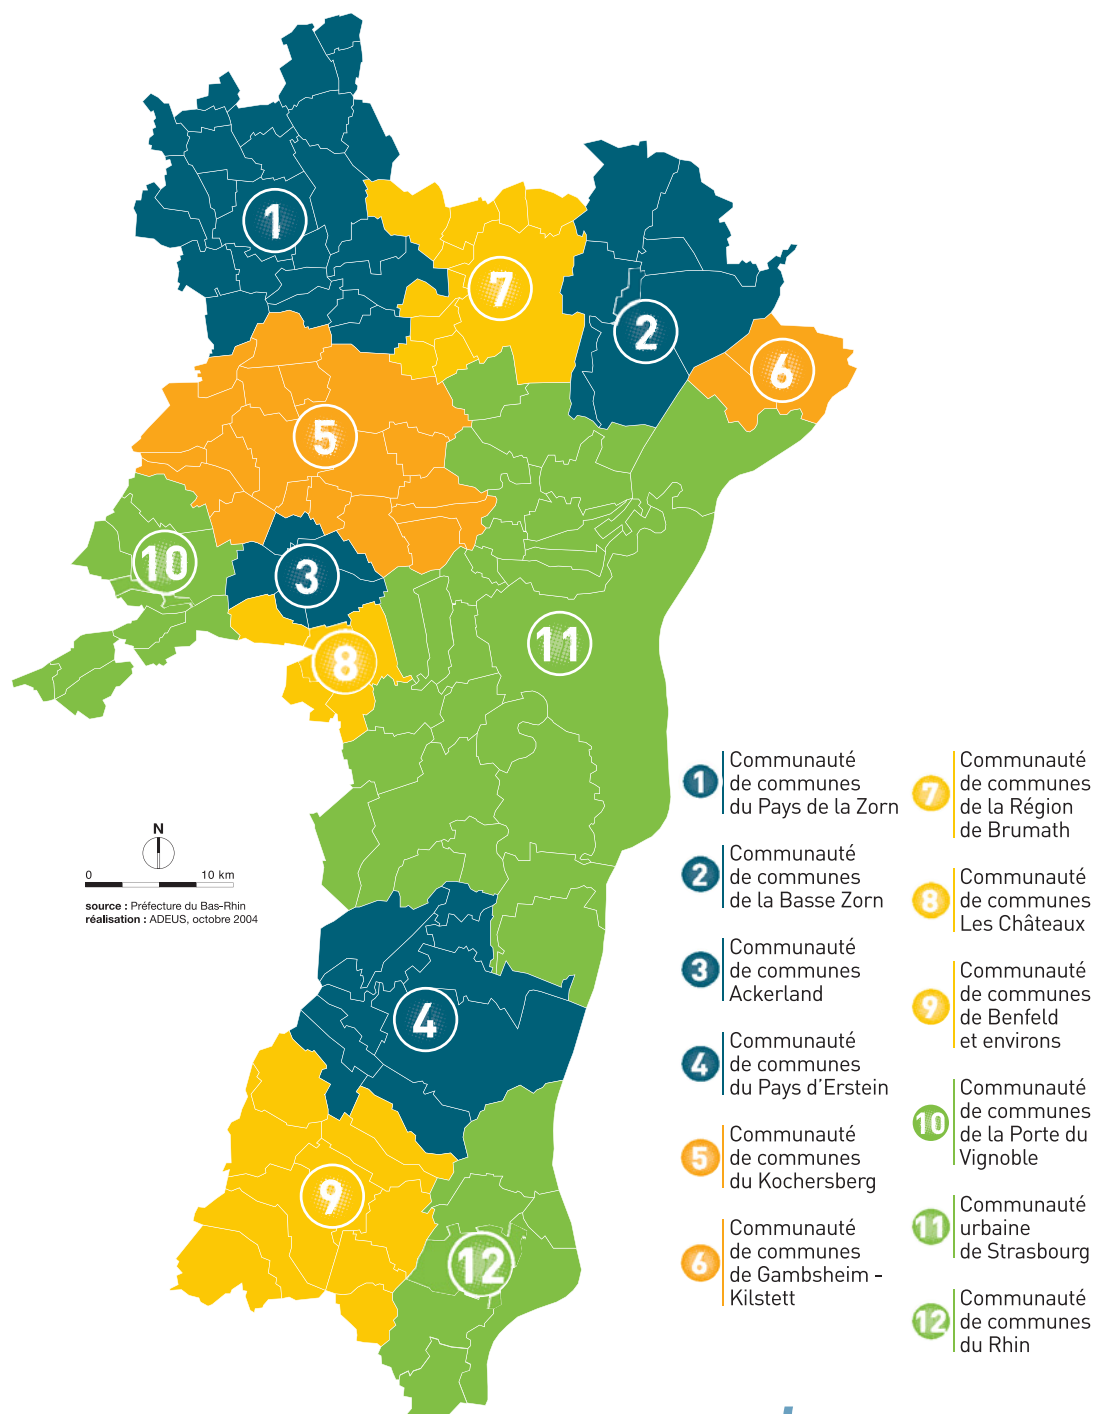 1
7
2
6
5
10
3
11
8
4
9
12
N
0 10 km
source : Préfecture du Bas-Rhin
réalisation : ADEUS, octobre 2004
1
Communauté
de communes
du Pays de la Zorn
2
Communauté
de communes
de la Basse Zorn
3
Communauté
de communes
Ackerland
4
Communauté
de communes
du Pays d'Erstein
5
Communauté
de communes
du Kochersberg
6
Communauté
de communes
de Gambsheim -
Kilstett
7
Communauté
de communes
de la Région
de Brumath
8
Communauté
de communes
Les Châteaux
9
Communauté
de communes
de Benfeld
et environs
10
Communauté
de communes
de la Porte du
Vignoble
11
Communauté
urbaine
de Strasbourg
12
Communauté
de communes
du Rhin